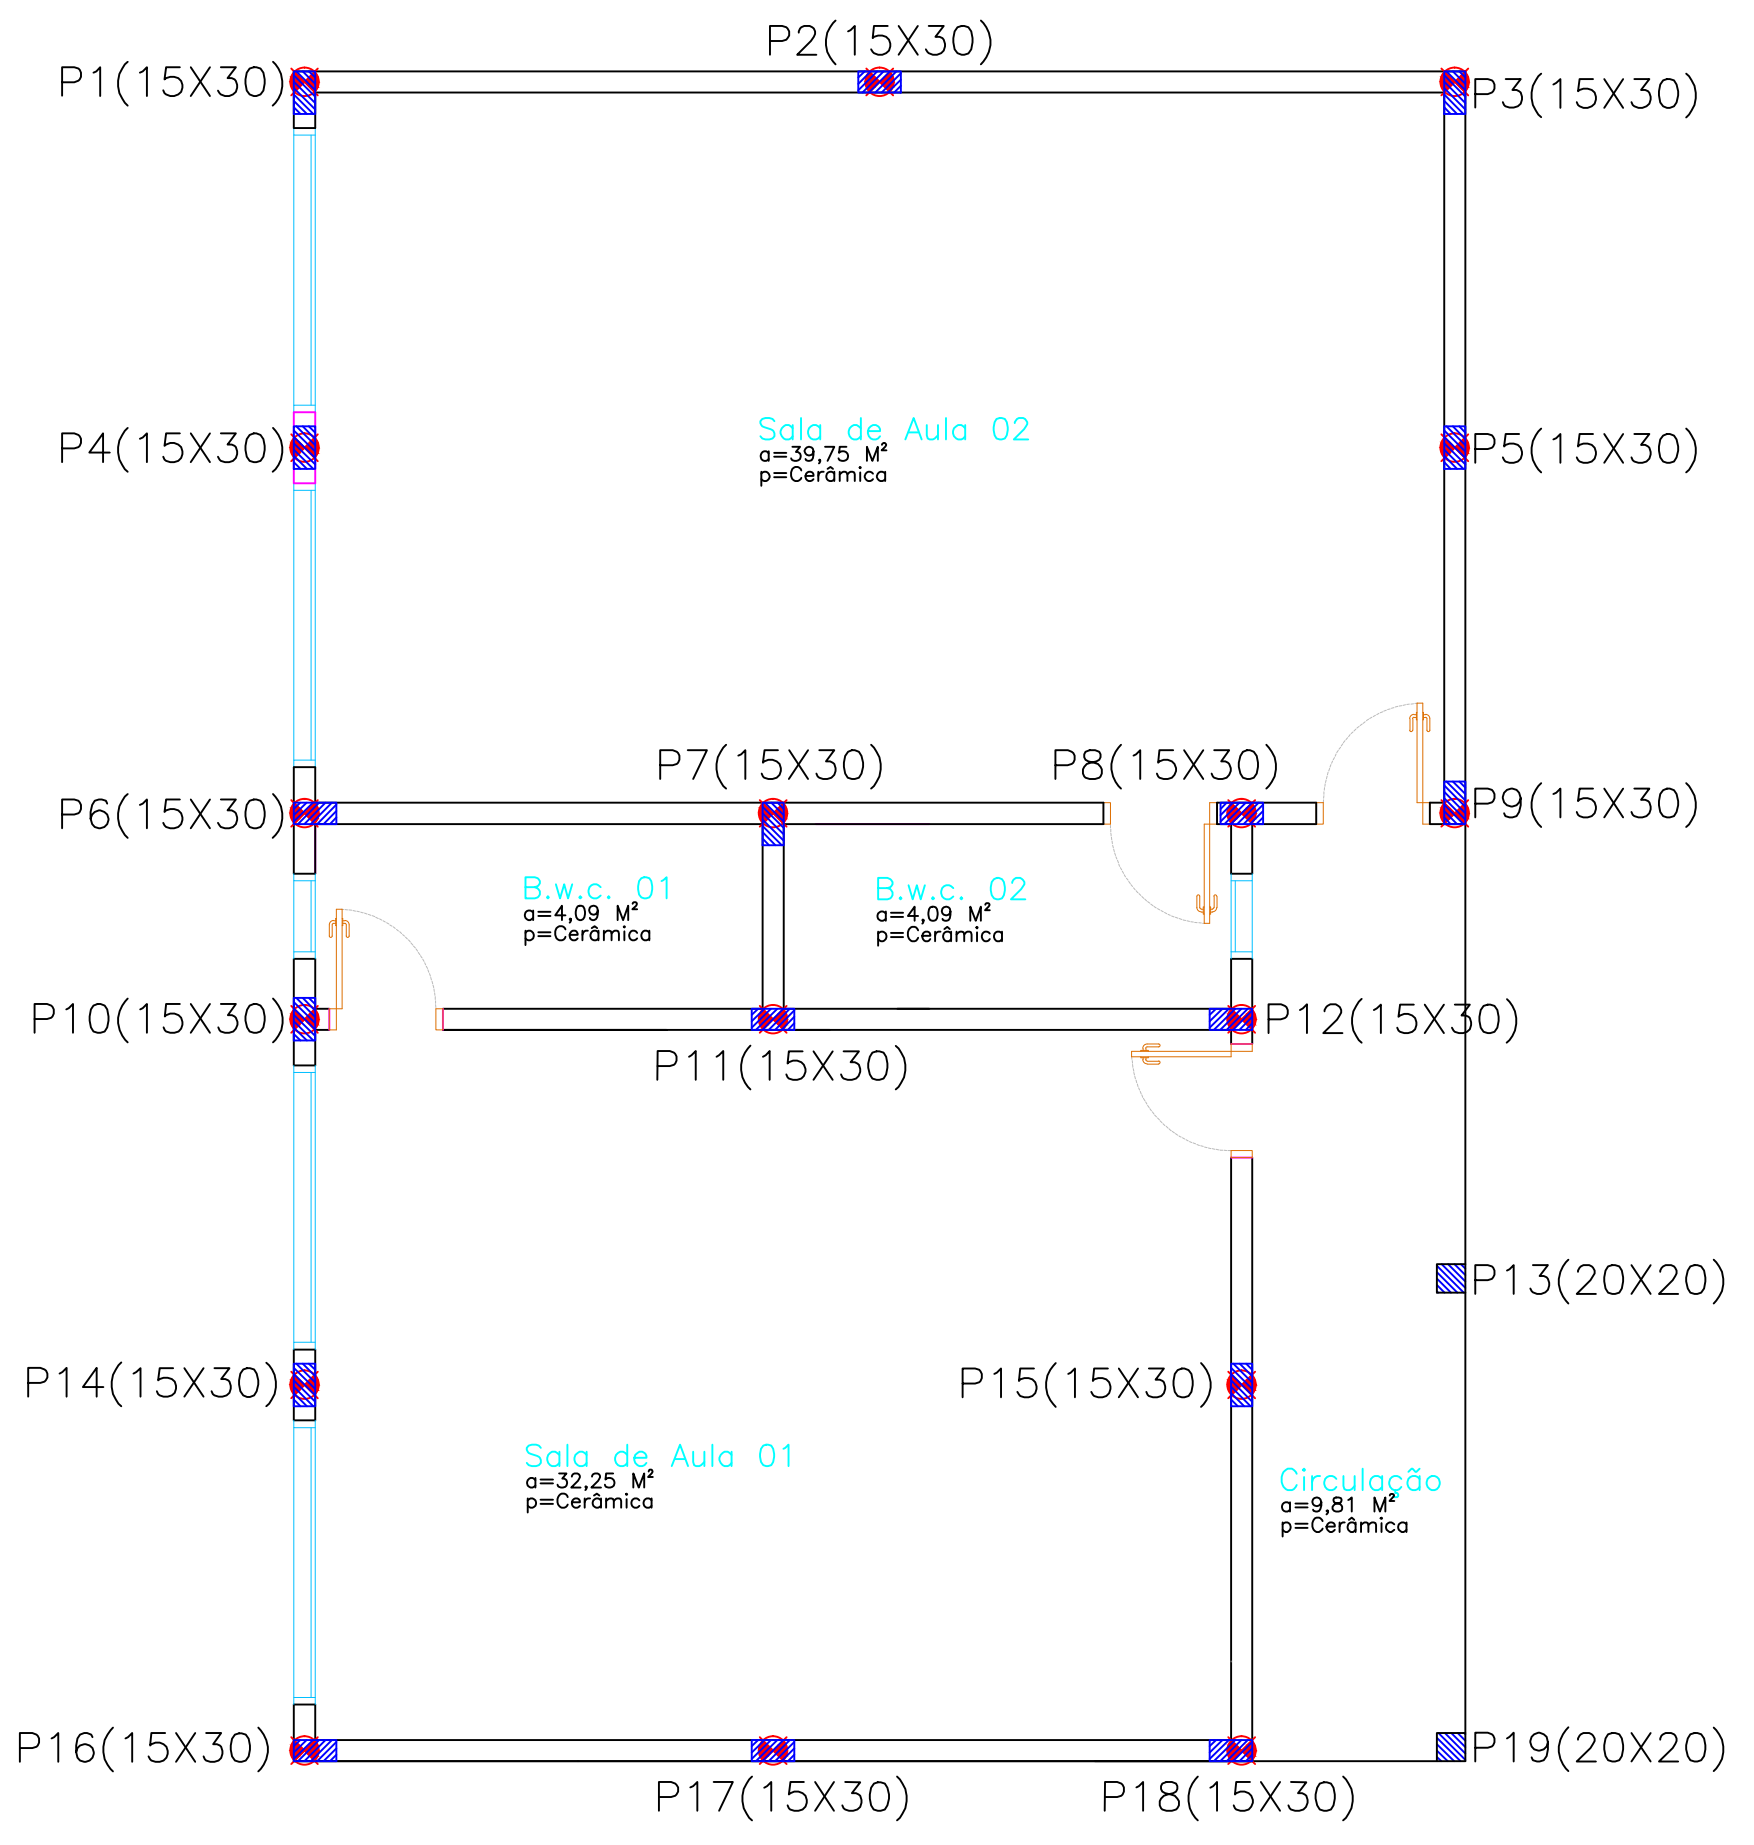 P2(15X30)
P1(15X30)
P3(15X30)
Sala de Aula 02
a=39,75 M²
p=Cerâmica
P4(15X30)
P5(15X30)
P7(15X30)
P8(15X30)
P6(15X30)
P9(15X30)
B.w.c. 01
a=4,09 M²
p=Cerâmica
B.w.c. 02
a=4,09 M²
p=Cerâmica
P10(15X30)
P12(15X30)
P11(15X30)
P13(20X20)
P14(15X30)
P15(15X30)
Sala de Aula 01
a=32,25 M²
p=Cerâmica
Circulação
a=9,81 M²
p=Cerâmica
P16(15X30)
P19(20X20)
P17(15X30)
P18(15X30)